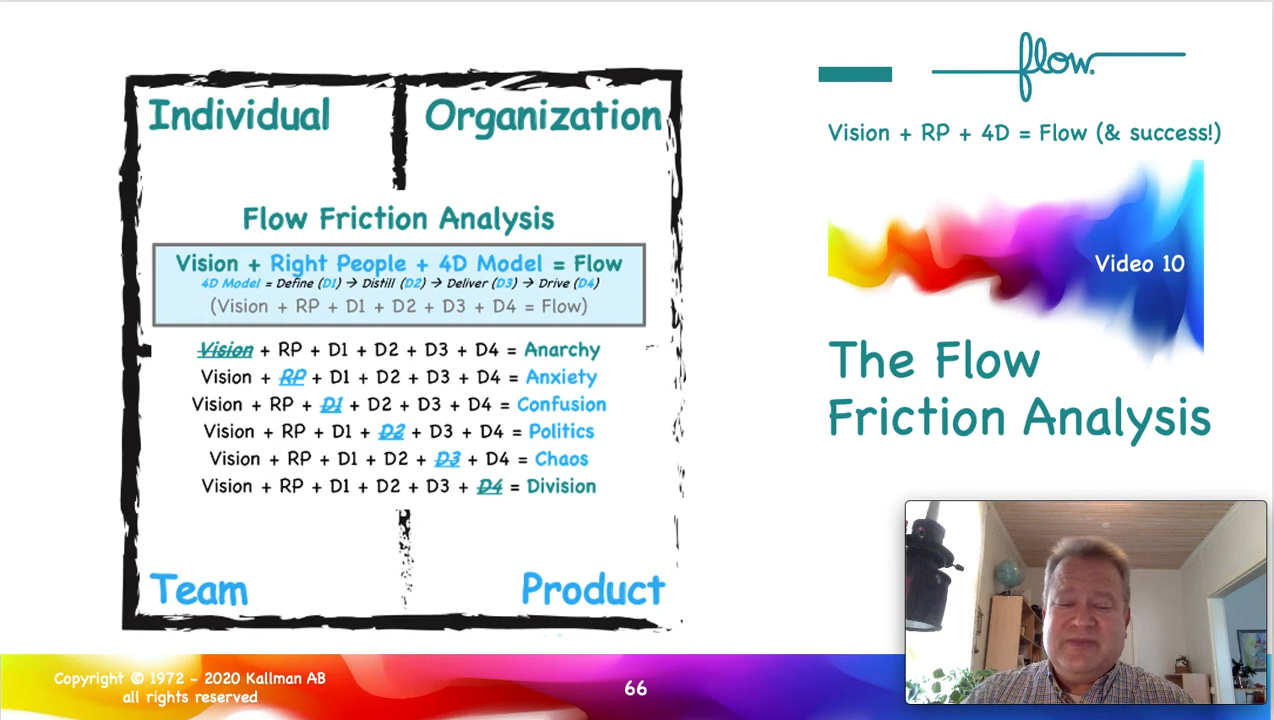 Individual
Organization
Flow Friction Analysis
Vision + Right People + 4D Model = Flow
4D Model = Define (D1) → Distill (D2) → Deliver (D3) → Drive (D4)
(Vision + RP + D1 + D2 + D3 + D4 = Flow)
Vision + RP + D1 + D2 + D3 + D4 = Anarchy
Vision + RP + D1 + D2 + D3 + D4 = Anxiety
Vision + RP + D1 + D2 + D3 + D4 = Confusion
Vision + RP + D1 + D2 + D3 + D4 = Politics
Vision + RP + D1 + D2 + D3 + D4 = Chaos
Vision + RP + D1 + D2 + D3 + D4 = Division
Team
Product
flow.
Vision + RP + 4D = Flow (& success!)
Video 10
The Flow
Friction Analysis
Copyright © 1972 - 2020 Kallman AB
all rights reserved
66